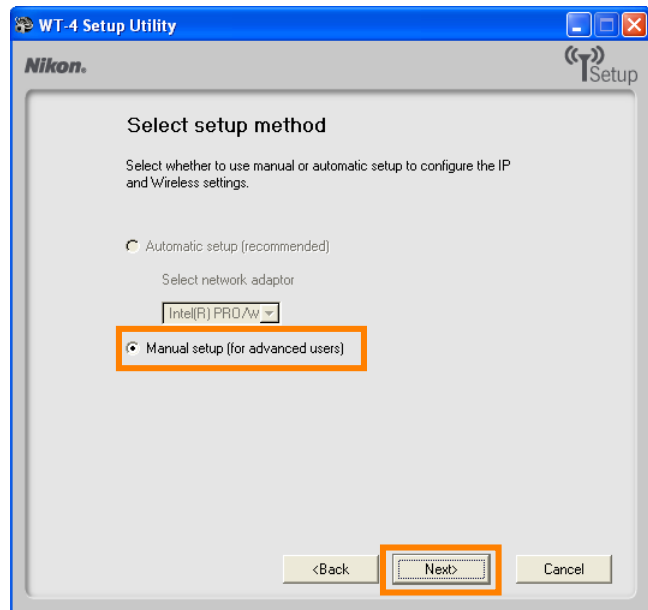 WT-4 Setup Utility
Nikon®
Setup
Select setup method
Select whether to use manual or automatic setup to configure the IP
and Wireless settings.
Automatic setup (recommended)
Select network adaptor
Intel(R) PRO/W
Manual setup (for advanced users)
<Back
Next>
Cancel